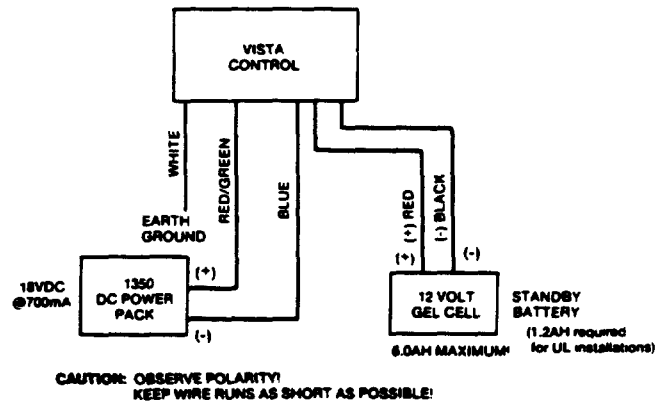 VISTA
CONTROL
WHITE
RED/GREEN
BLUE
(+) RED
(-) BLACK
EARTH
GROUND
(+)
(+)
(-)
18VDC
@700mA
1350
DC POWER
PACK
(-)
12 VOLT
GEL CELL
STANDBY
BATTERY
(1.2AH required
for UL installations)
6.0AH MAXIMUM
CAUTION: OBSERVE POLARITY!
KEEP WIRE RUNS AS SHORT AS POSSIBLE!